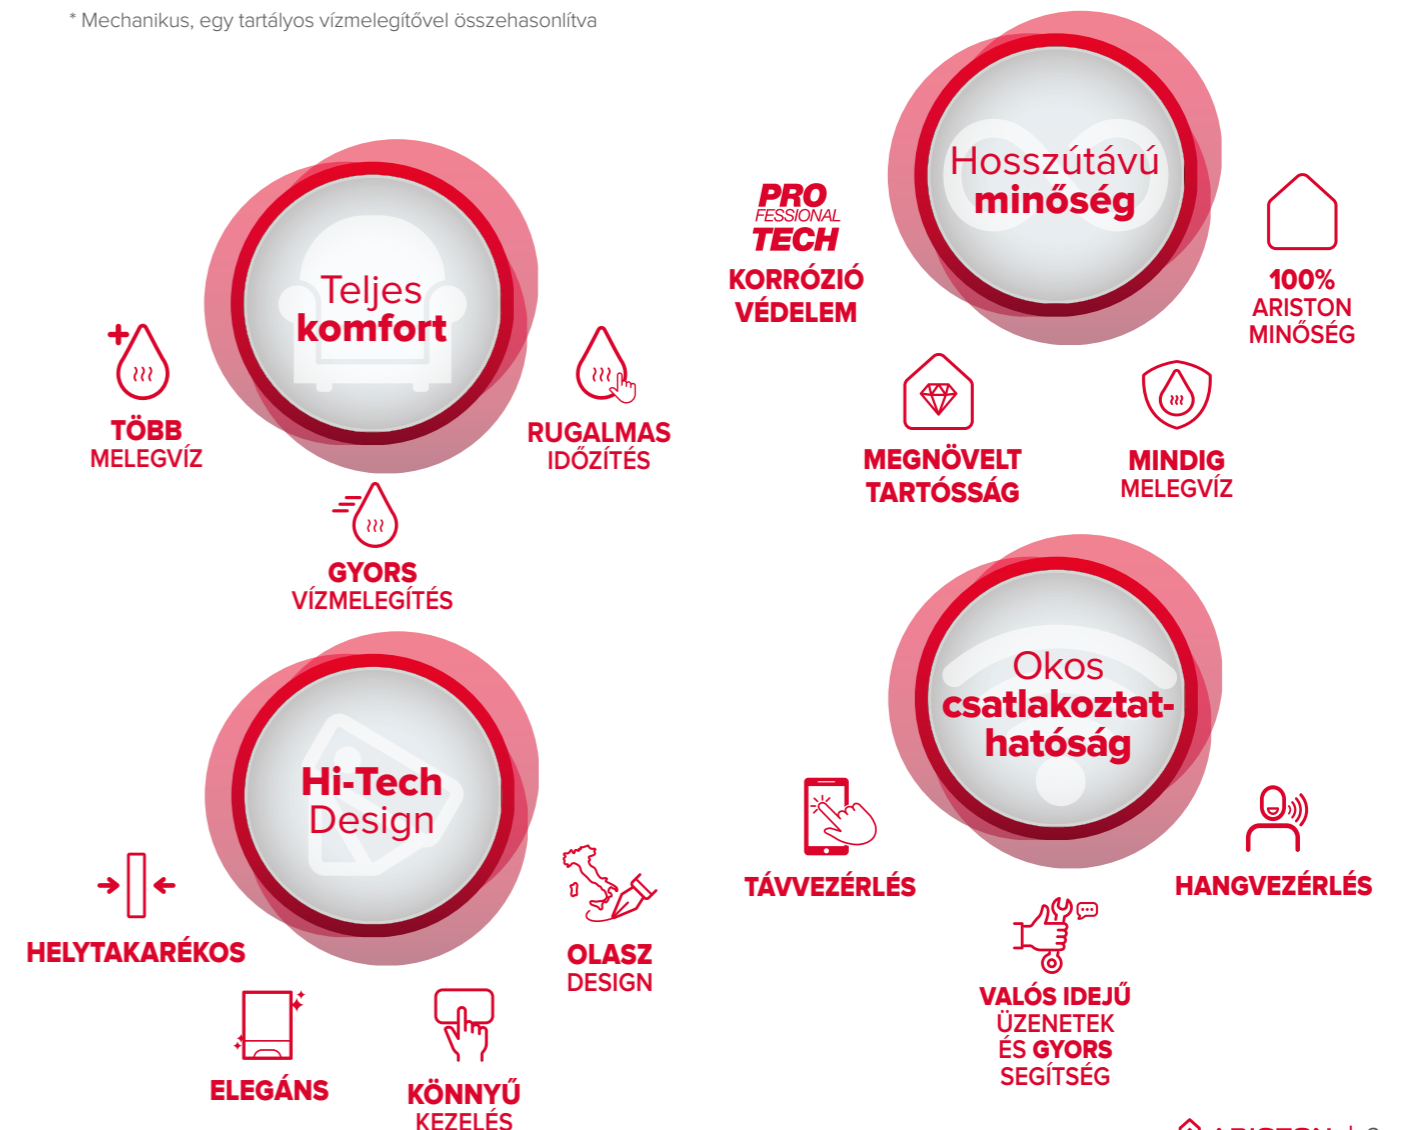 * Mechanikus, egy tartályos vízmelegítővel összehasonlítva
Teljes
komfort
TÖBB
MELEGVÍZ
GYORS
VÍZMELEGÍTÉS
RUGALMAS
IDŐZÍTÉS
Hosszútávú
minőség
PRO
FESSIONAL
TECH
KORRÓZIÓ
VÉDELEM
MEGNÖVELT
TARTÓSSÁG
MINDIG
MELEGVÍZ
100%
ARISTON
MINŐSÉG
Hi-Tech
Design
HELYTAKARÉKOS
ELEGÁNS
KÖNNYŰ
KEZELÉS
OLASZ
DESIGN
Okos
csatlakoztat-
hatóság
TÁVVEZÉRLÉS
VALÓS IDEJŰ
ÜZENETEK
ÉS GYORS
SEGÍTSÉG
HANGVEZÉRLÉS
ARISTON